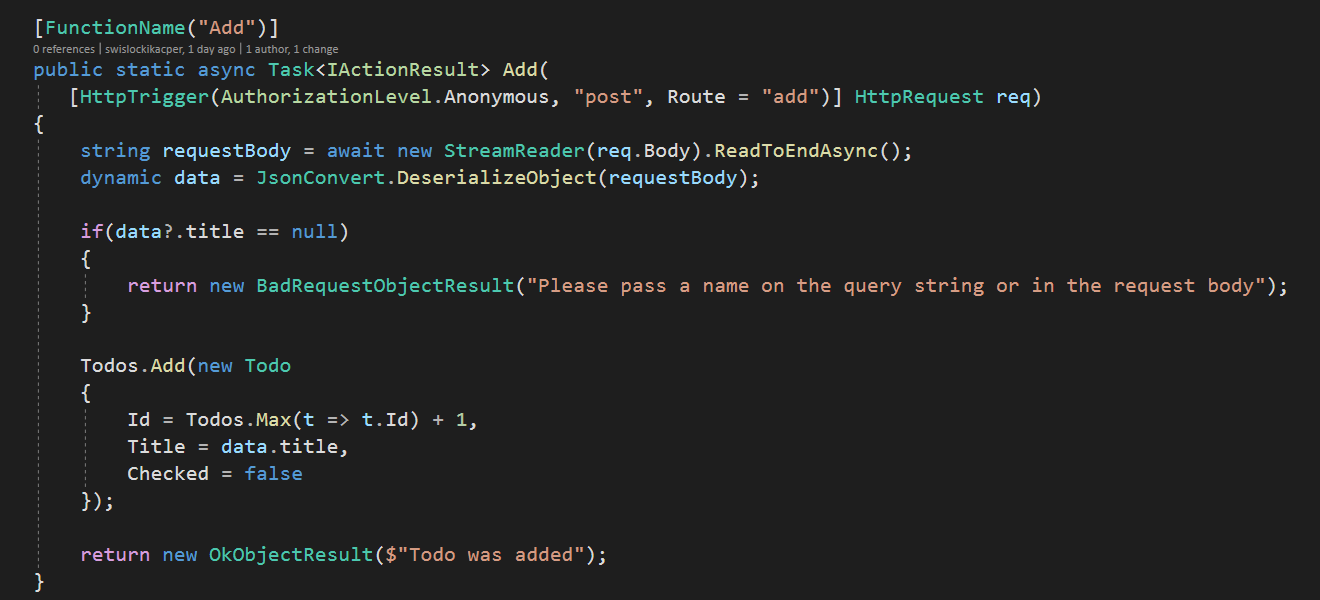 [FunctionName("Add")]
0 references | swislockikacper, 1 day ago | 1 author, 1 change
public static async Task<IActionResult> Add(
[HttpTrigger(AuthorizationLevel.Anonymous, "post", Route = "add")] HttpRequest req)
{
string requestBody = await new StreamReader(req.Body).ReadToEndAsync();
dynamic data = JsonConvert.DeserializeObject(requestBody);
if(data?.title == null)
{
return new BadRequestObjectResult("Please pass a name on the query string or in the request body");
}
Todos.Add(new Todo
{
Id = Todos.Max(t => t.Id) + 1,
Title = data.title,
Checked = false
});
return new OkObjectResult($"Todo was added");
}